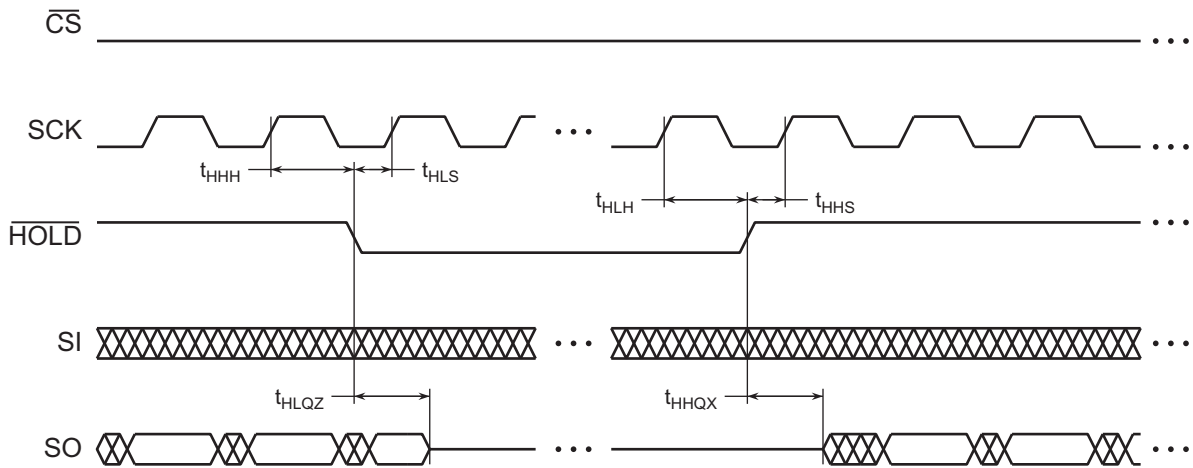 CS
SCK
tHHH
tHLS
tHLH
tHHS
HOLD
SI
tHLQZ
tHHQX
SO